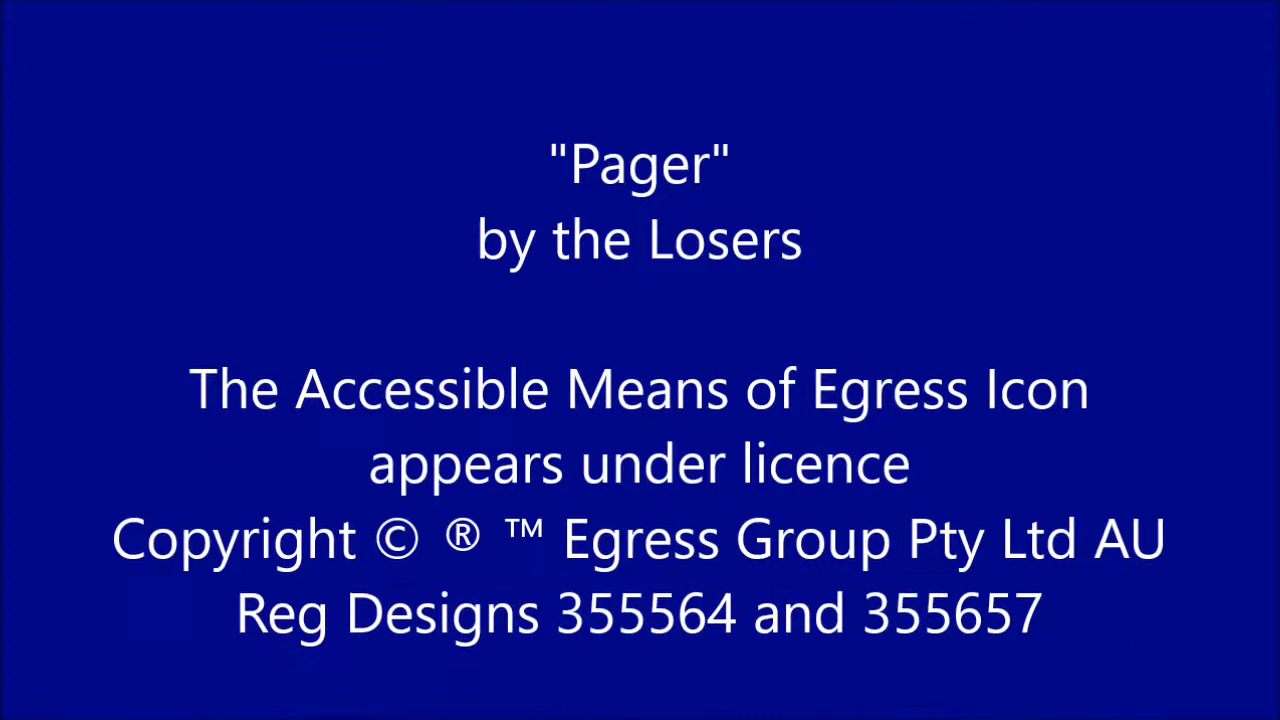 "Pager"
by the Losers
The Accessible Means of Egress Icon
appears under licence
Copyright © ® ™ Egress Group Pty Ltd AU
Reg Designs 355564 and 355657